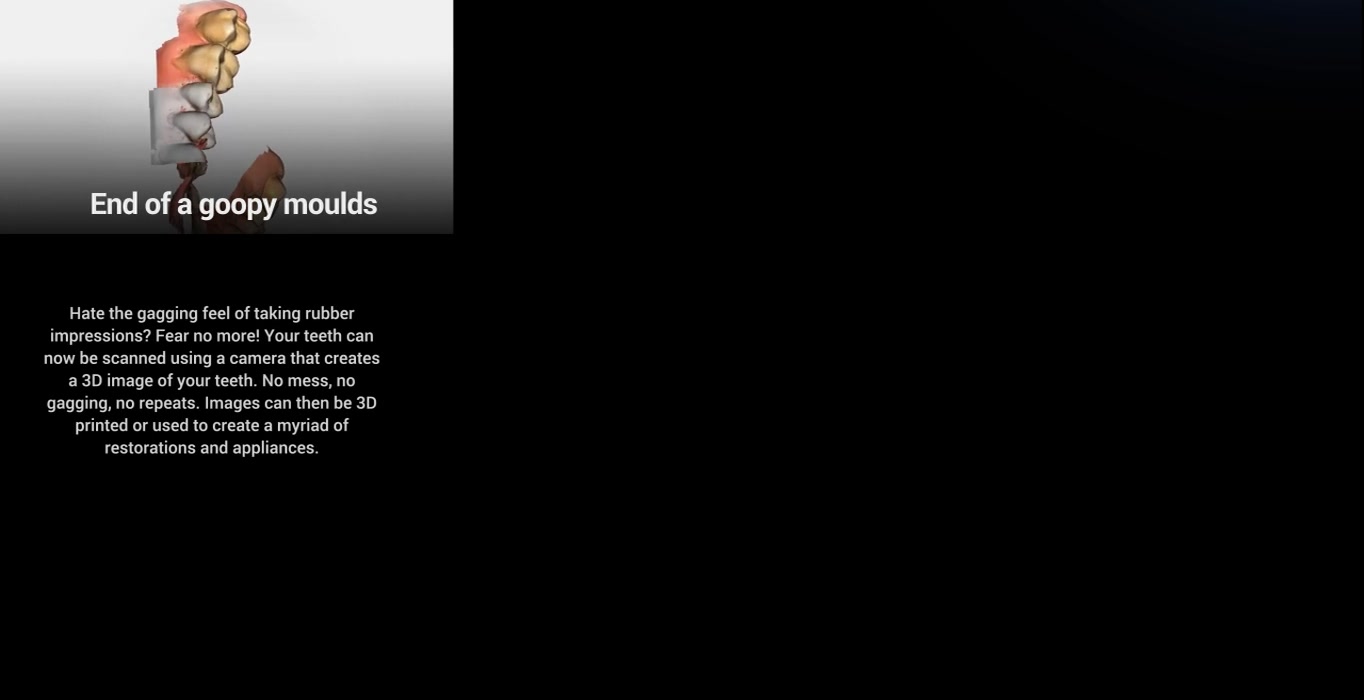 End of a goopy moulds
Hate the gagging feel of taking rubber
impressions? Fear no more! Your teeth can
now be scanned using a camera that creates
a 3D image of your teeth. No mess, no
gagging, no repeats. Images can then be 3D
printed or used to create a myriad of
restorations and appliances.